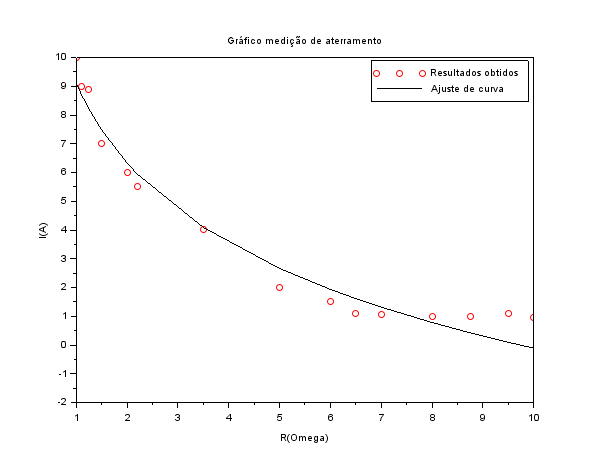 Gráfico medição de aterramento
Resultados obtidos
Ajuste de curva
I(A)
10
9
8
7
6
5
4
3
2
1
0
-1
-2
1 2 3 4 5 6 7 8 9 10
R(Omega)